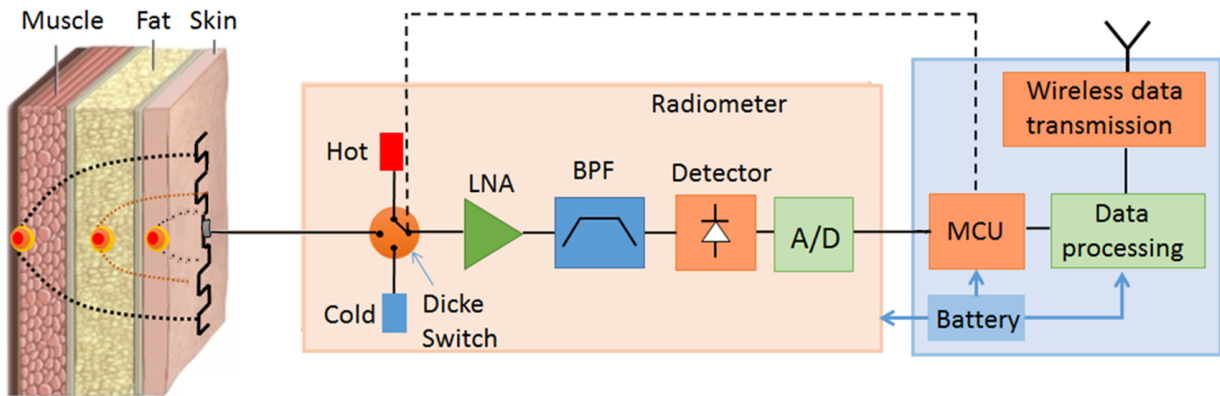 Muscle Fat Skin
Radiometer
Wireless data
transmission
Hot
LNA
BPF
Detector
A/D
MCU
Data
processing
Cold
Dicke
Switch
Battery